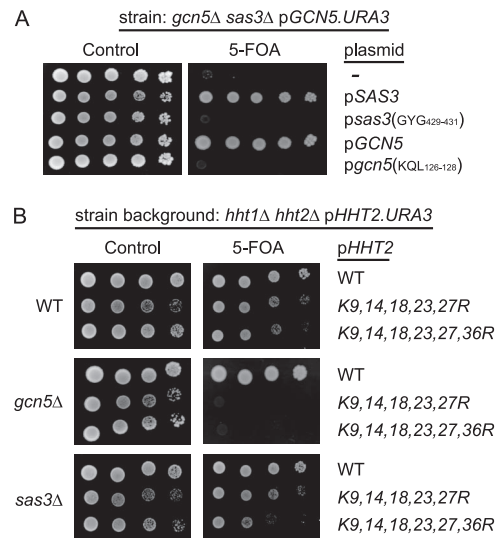 A
strain: gcn5Δ sas3Δ pGCN5.URA3
Control 5-FOA plasmid
-
pSAS3
psas3(GYG429-431)
pGCN5
pgcn5(KQL126-128)
B
strain background: hht1Δ hht2Δ pHHT2.URA3
Control 5-FOA pHHT2
WT
WT
K9,14,18,23,27R
K9,14,18,23,27,36R
gcn5Δ
WT
K9,14,18,23,27R
K9,14,18,23,27,36R
sas3Δ
WT
K9,14,18,23,27R
K9,14,18,23,27,36R